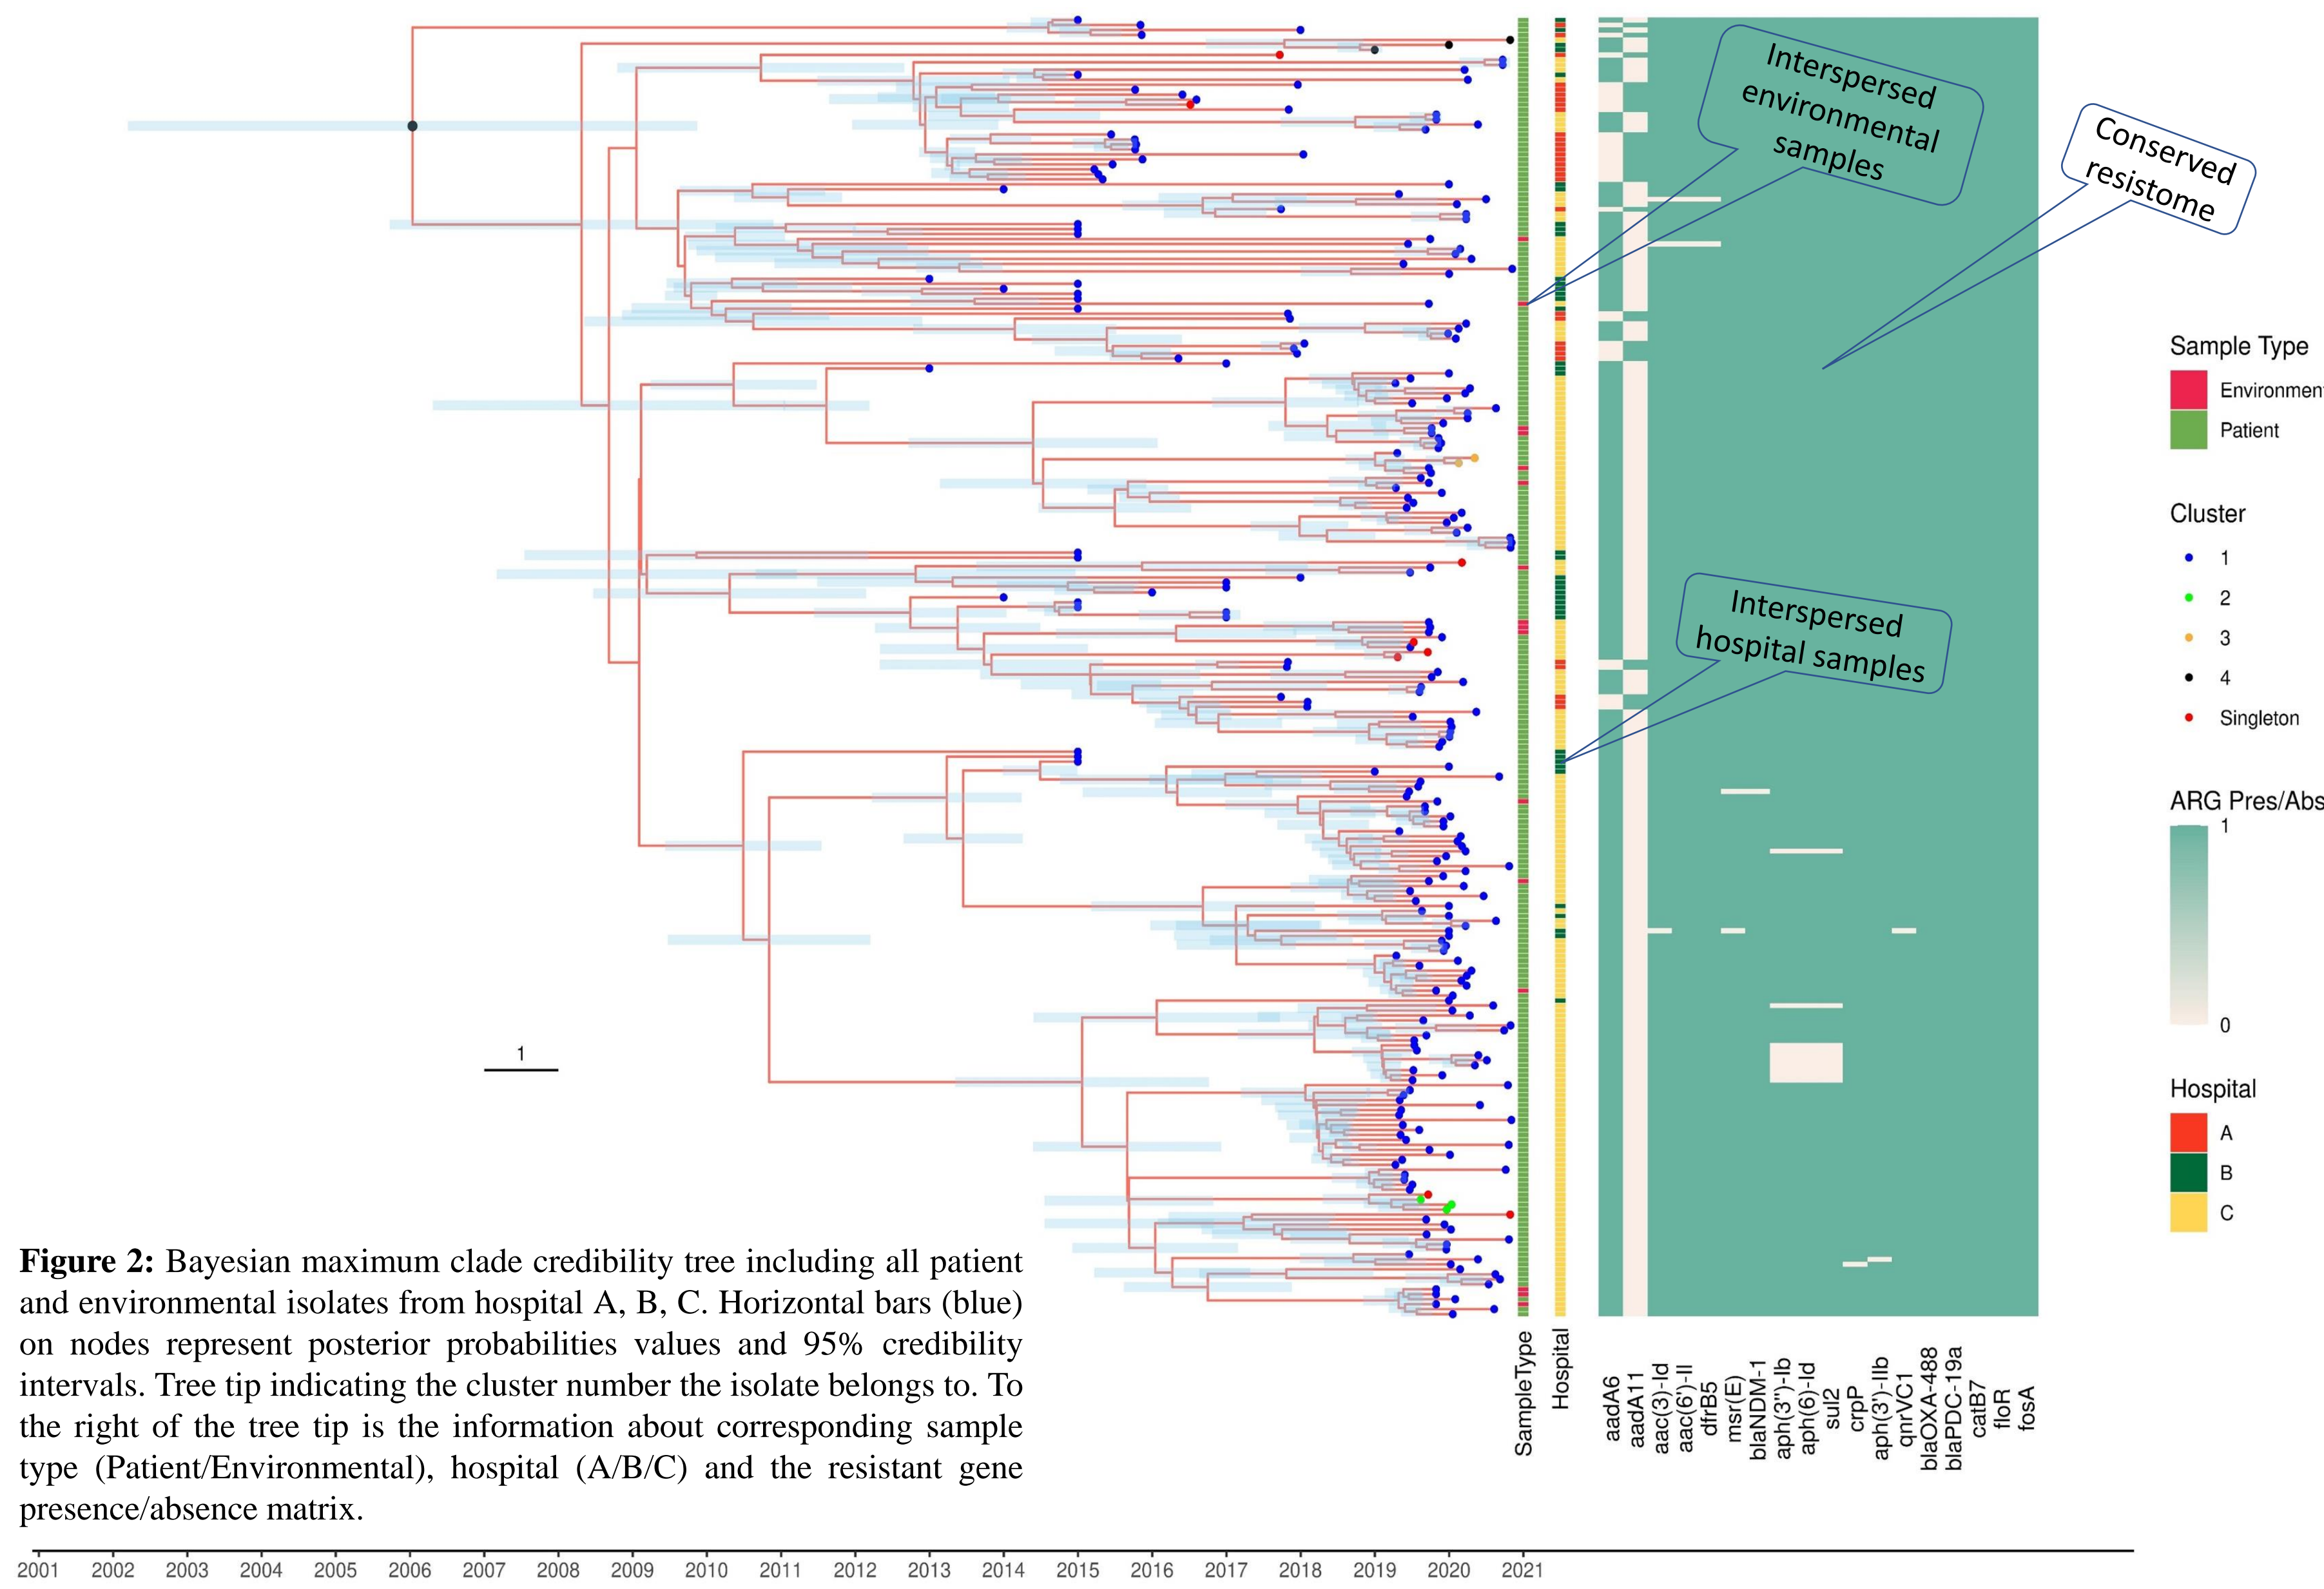 Interspersed
environmental
samples
Conserved
resistome
Sample Type
Environment
Patient
Cluster
1
2
3
4
Singleton
Interspersed
hospital samples
ARG Pres/Abs
1
0
Hospital
A
B
C
1
Figure 2: Bayesian maximum clade credibility tree including all patient
and environmental isolates from hospital A, B, C. Horizontal bars (blue)
on nodes represent posterior probabilities values and 95% credibility
intervals. Tree tip indicating the cluster number the isolate belongs to. To
the right of the tree tip is the information about corresponding sample
type (Patient/Environmental), hospital (A/B/C) and the resistant gene
presence/absence matrix.
SampleType
Hospital
aadA6
aadA11
aac(3)-Id
aac(6')-Il
dfrB5
msr(E)
blaNDM-1
aph(3'')-Ib
aph(6)-Id
sul2
crpP
aph(3')-IIb
qnrVC1
blaOXA-488
blaPDC-19a
catB7
floR
fosA
2001 2002 2003 2004 2005 2006 2007 2008 2009 2010 2011 2012 2013 2014 2015 2016 2017 2018 2019 2020 2021